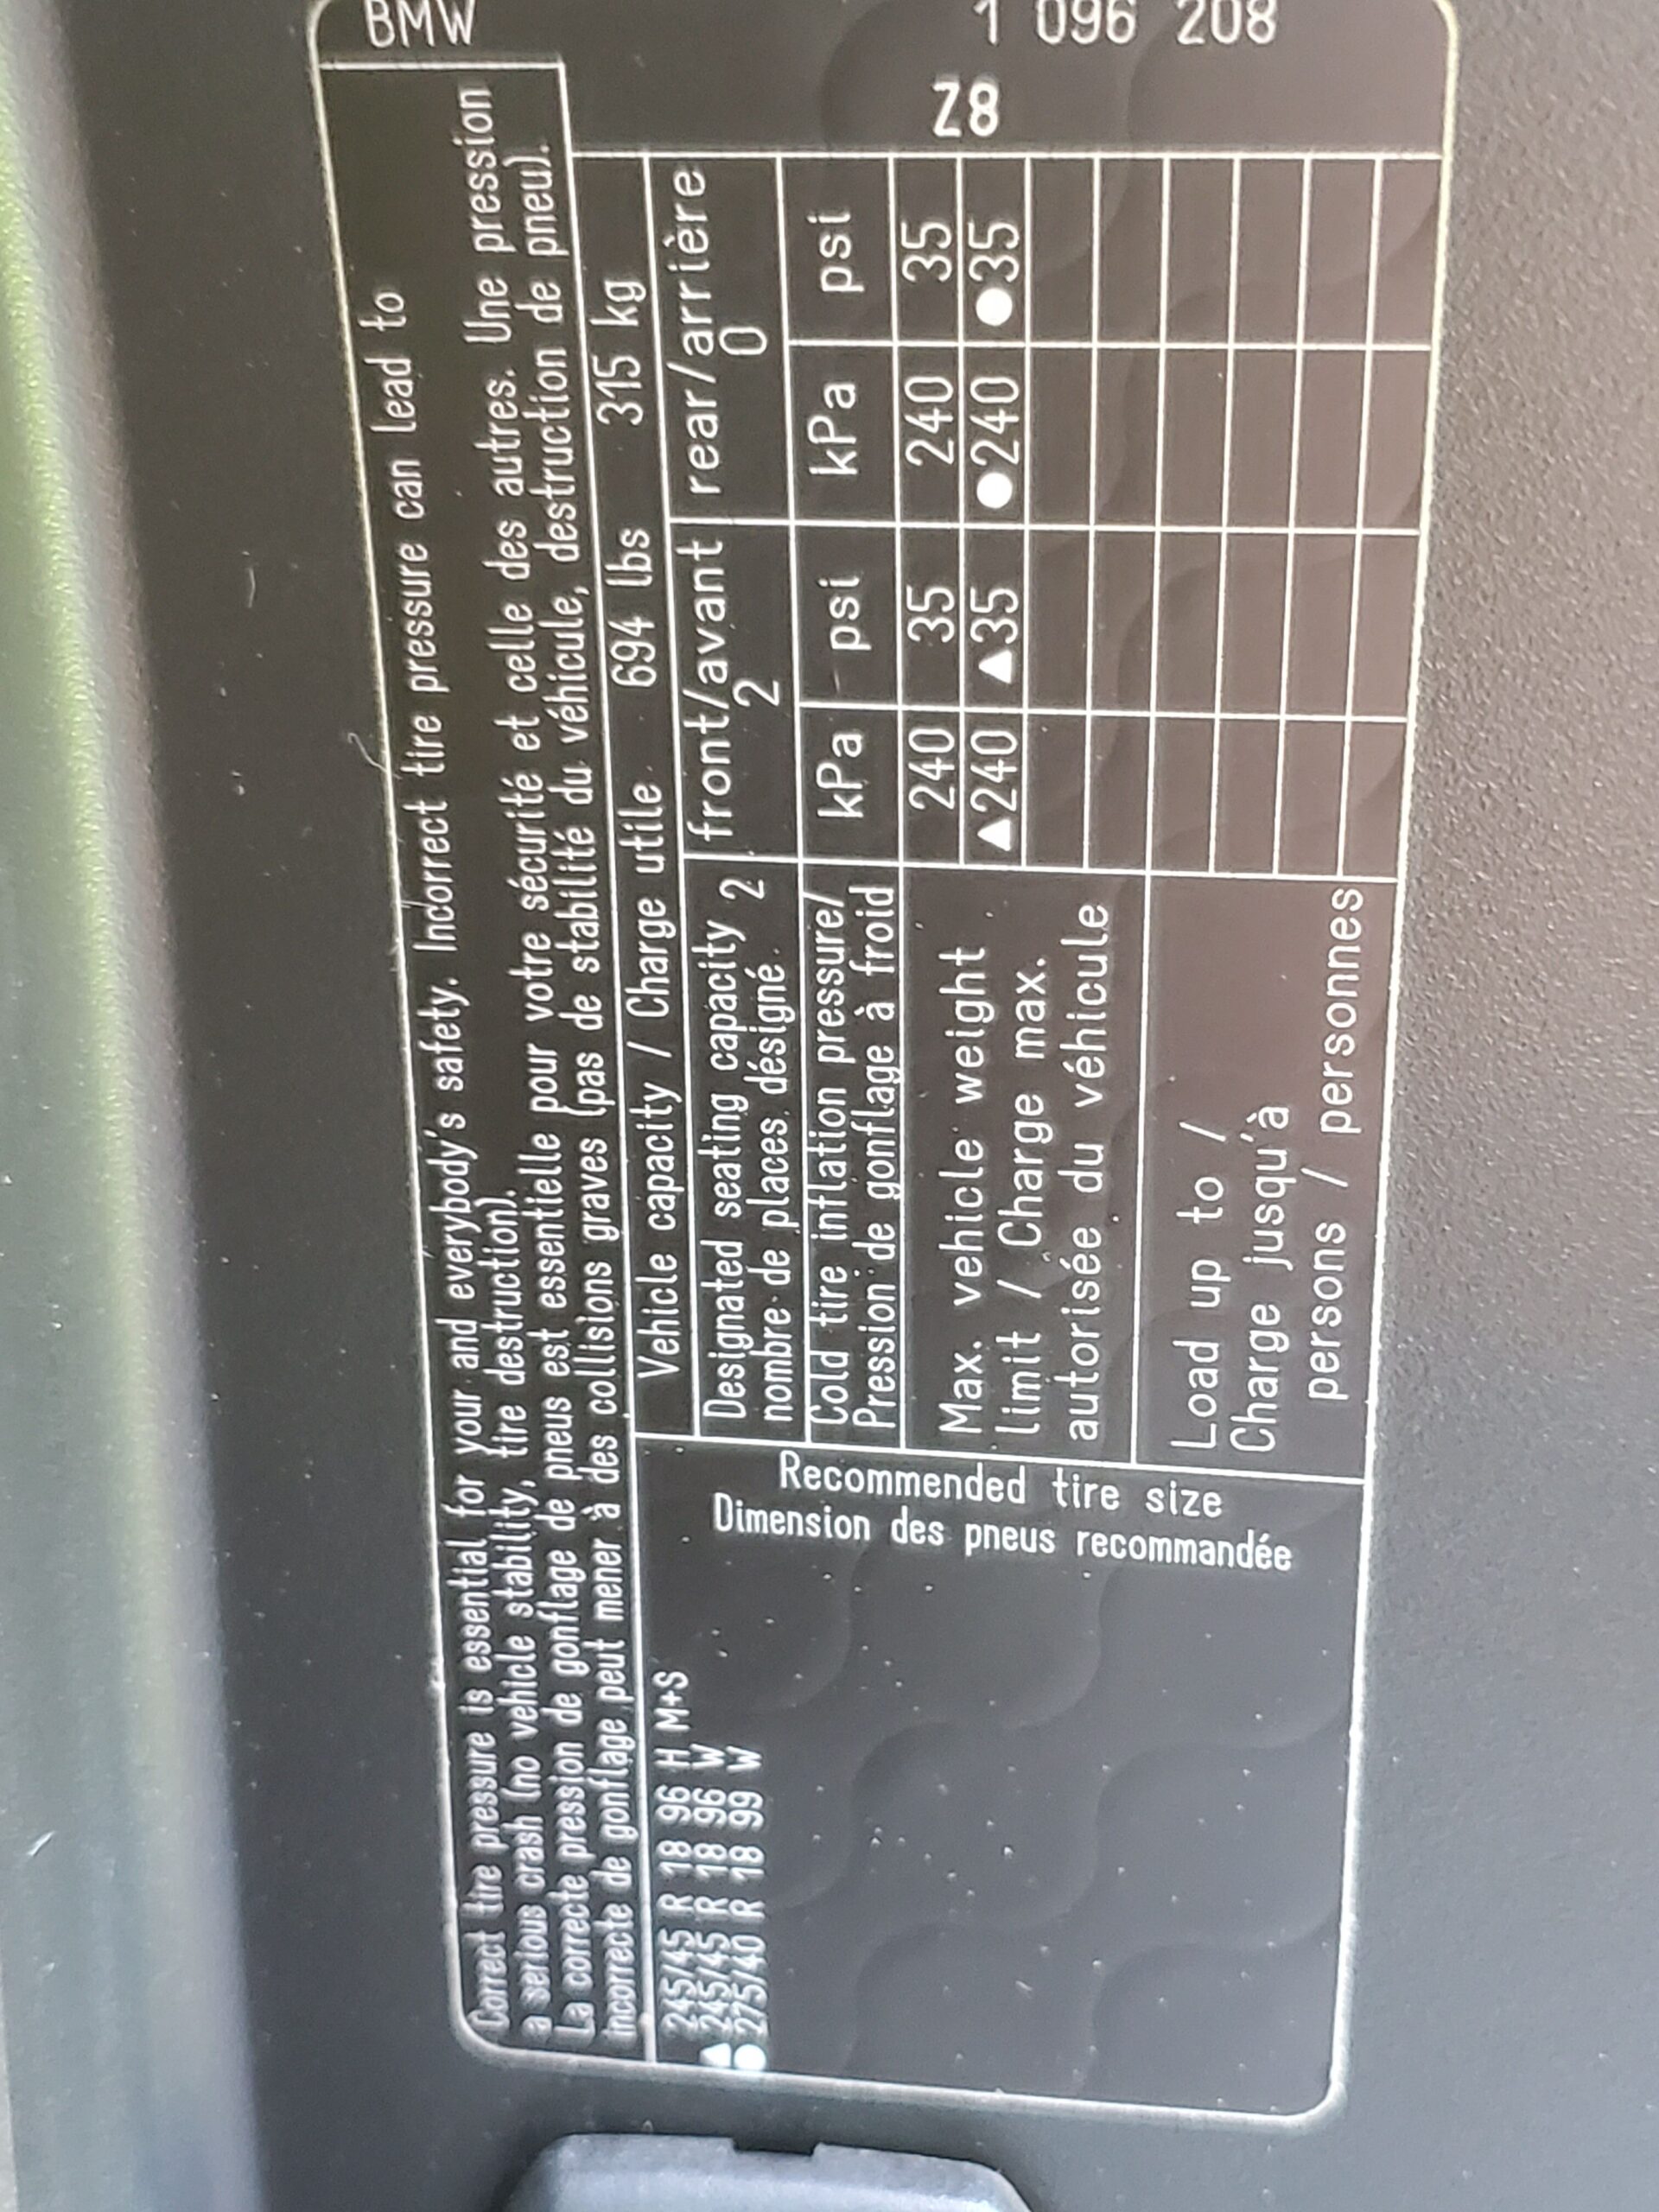 BMW 1 096 208
Correct tire pressure is essential for your and everybody's safety. Incorrect tire pressure can lead to
a serious crash (no vehicle stability, tire destruction).
La correcte pression de gonflage de pneus est essentielle pour votre sécurité et celle des autres. Une pression
incorrecte de gonflage peut mener à des collisions graves (pas de stabilité du véhicule, destruction de pneu).
Vehicle capacity / Charge utile 694 lbs 315 kg
Designated seating capacity 2 front/avant rear/arrière
nombre de places désigné 2 2 0
Cold tire inflation pressure/
Pression de gonflage à froid
kPa psi kPa psi
Max. vehicle weight
limit / Charge max.
autorisée du véhicule
240 35 240 35
▲240 ▲35 ●240 ●35
Load up to /
Charge jusqu'à
persons / personnes
Recommended tire size
Dimension des pneus recommandée
245/45 R 18 96 H M+S
▲ 245/45 R 18 96 W
● 275/40 R 18 99 W
Z8